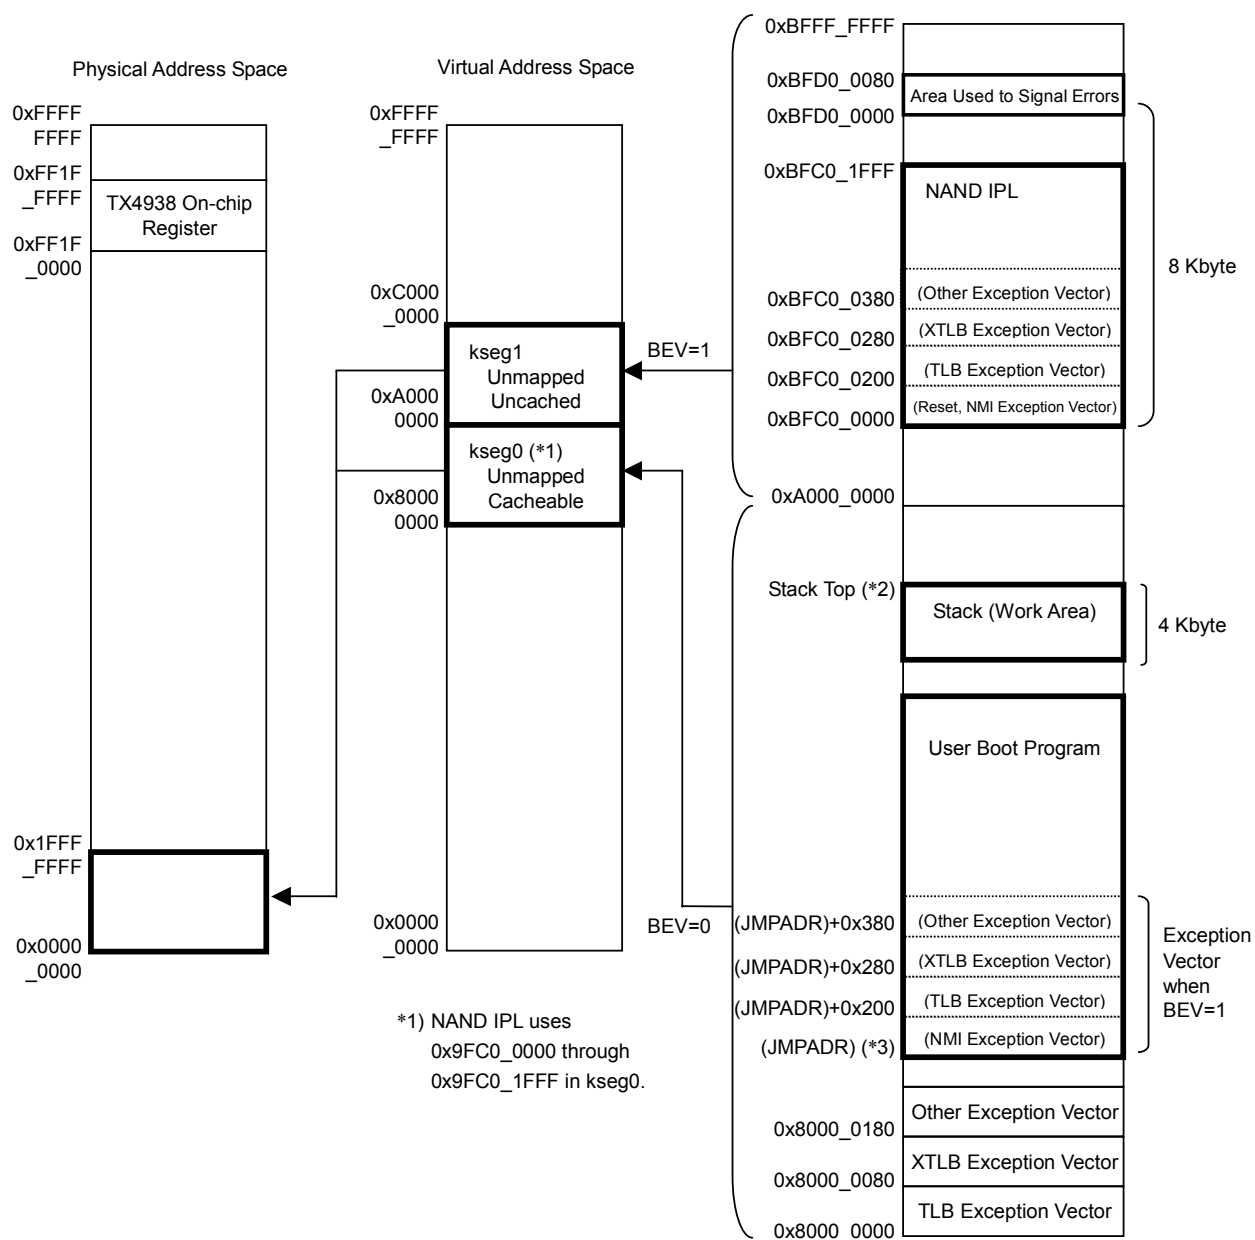 Physical Address Space
0xFFFF
FFFF
0xFF1F
_FFFF
TX4938 On-chip
Register
0xFF1F
_0000
0x1FFF
_FFFF
0x0000
_0000
Virtual Address Space
0xFFFF
_FFFF
0xC000
_0000
kseg1
Unmapped
Uncached
0xA000
0000
kseg0 (*1)
Unmapped
Cacheable
0x8000
0000
0x0000
_0000
BEV=1
BEV=0
*1) NAND IPL uses
0x9FC0_0000 through
0x9FC0_1FFF in kseg0.
0xBFFF_FFFF
0xBFD0_0080
Area Used to Signal Errors
0xBFD0_0000
0xBFC0_1FFF
NAND IPL
8 Kbyte
(Other Exception Vector)
0xBFC0_0380
(XTLB Exception Vector)
0xBFC0_0280
(TLB Exception Vector)
0xBFC0_0200
(Reset, NMI Exception Vector)
0xBFC0_0000
0xA000_0000
Stack Top (*2)
Stack (Work Area)
4 Kbyte
User Boot Program
(JMPADR)+0x380
(Other Exception Vector)
(JMPADR)+0x280
(XTLB Exception Vector)
(JMPADR)+0x200
(TLB Exception Vector)
(JMPADR) (*3)
(NMI Exception Vector)
Exception
Vector
when
BEV=1
Other Exception Vector
0x8000_0180
XTLB Exception Vector
0x8000_0080
TLB Exception Vector
0x8000_0000